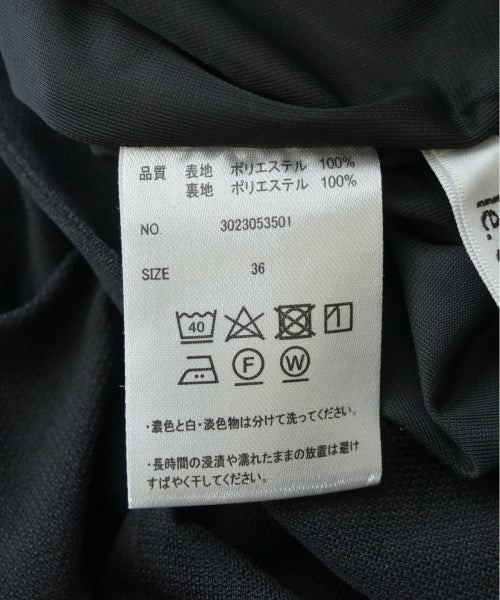 品質 表地 ポリエステル 100%
裏地 ポリエステル 100%
NO. 3023053501
SIZE 36
40
F W
・濃色と白・淡色物は分けて洗ってください。
・長時間の浸漬や濡れたままの放置は避け
すばやく干してください。